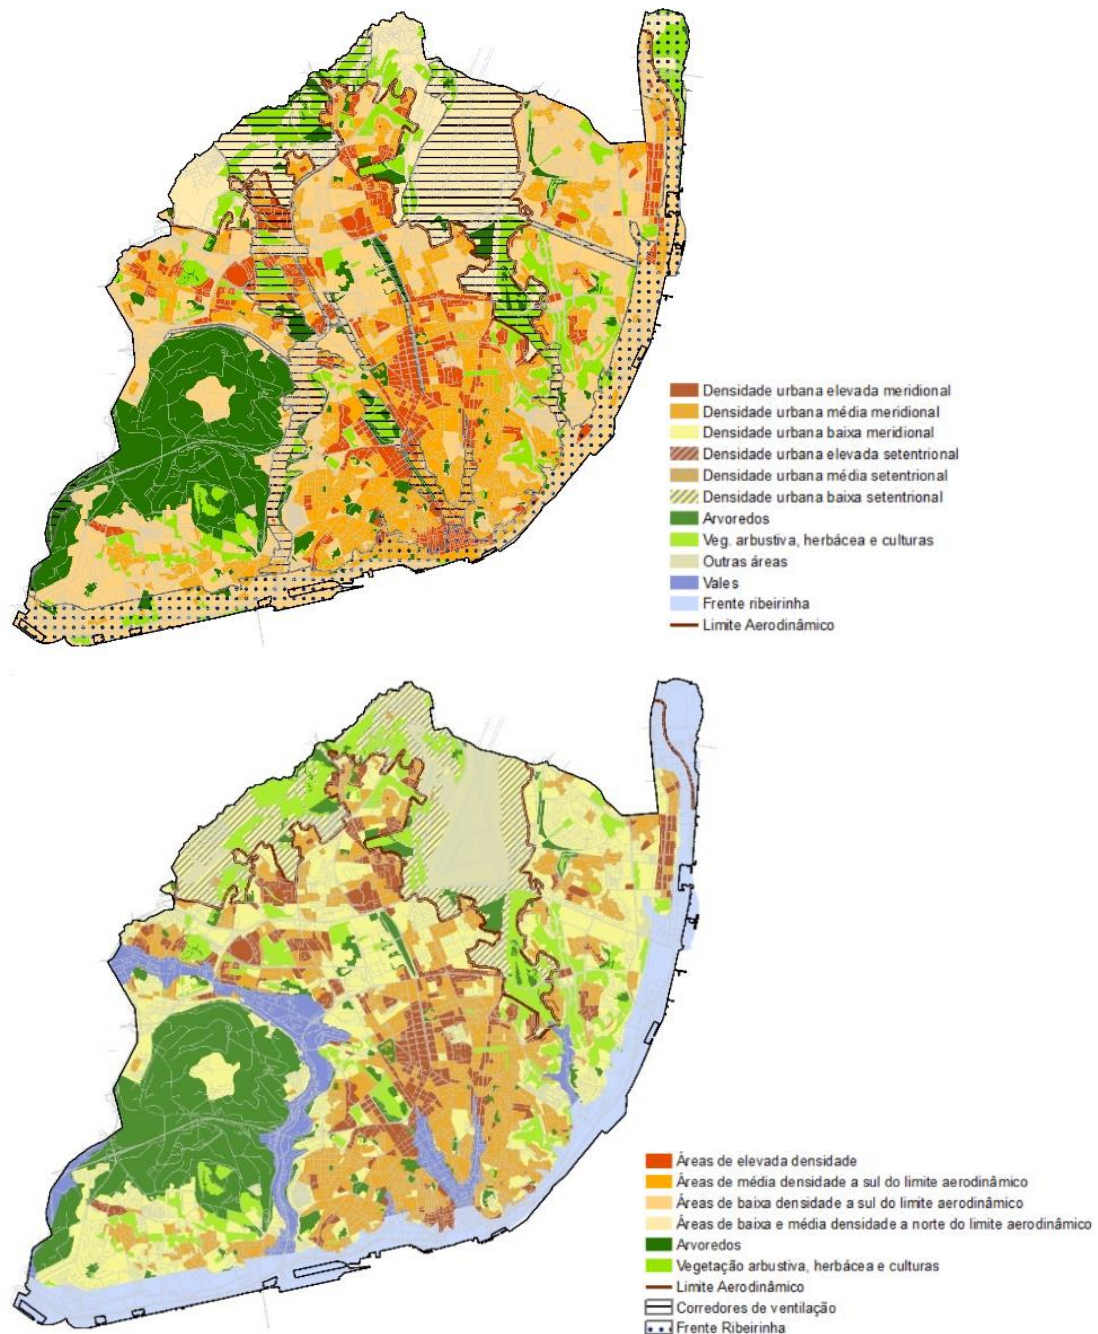 Densidade urbana elevada meridional
Densidade urbana média meridional
Densidade urbana baixa meridional
Densidade urbana elevada setentrional
Densidade urbana média setentrional
Densidade urbana baixa setentrional
Arvoredos
Veg. arbustiva, herbácea e culturas
Outras áreas
Vales
Frente ribeirinha
Limite Aerodinâmico
Áreas de elevada densidade
Áreas de média densidade a sul do limite aerodinâmico
Áreas de baixa densidade a sul do limite aerodinâmico
Áreas de baixa e média densidade a norte do limite aerodinâmico
Arvoredos
Vegetação arbustiva, herbácea e culturas
Limite Aerodinâmico
Corredores de ventilação
Frente Ribeirinha